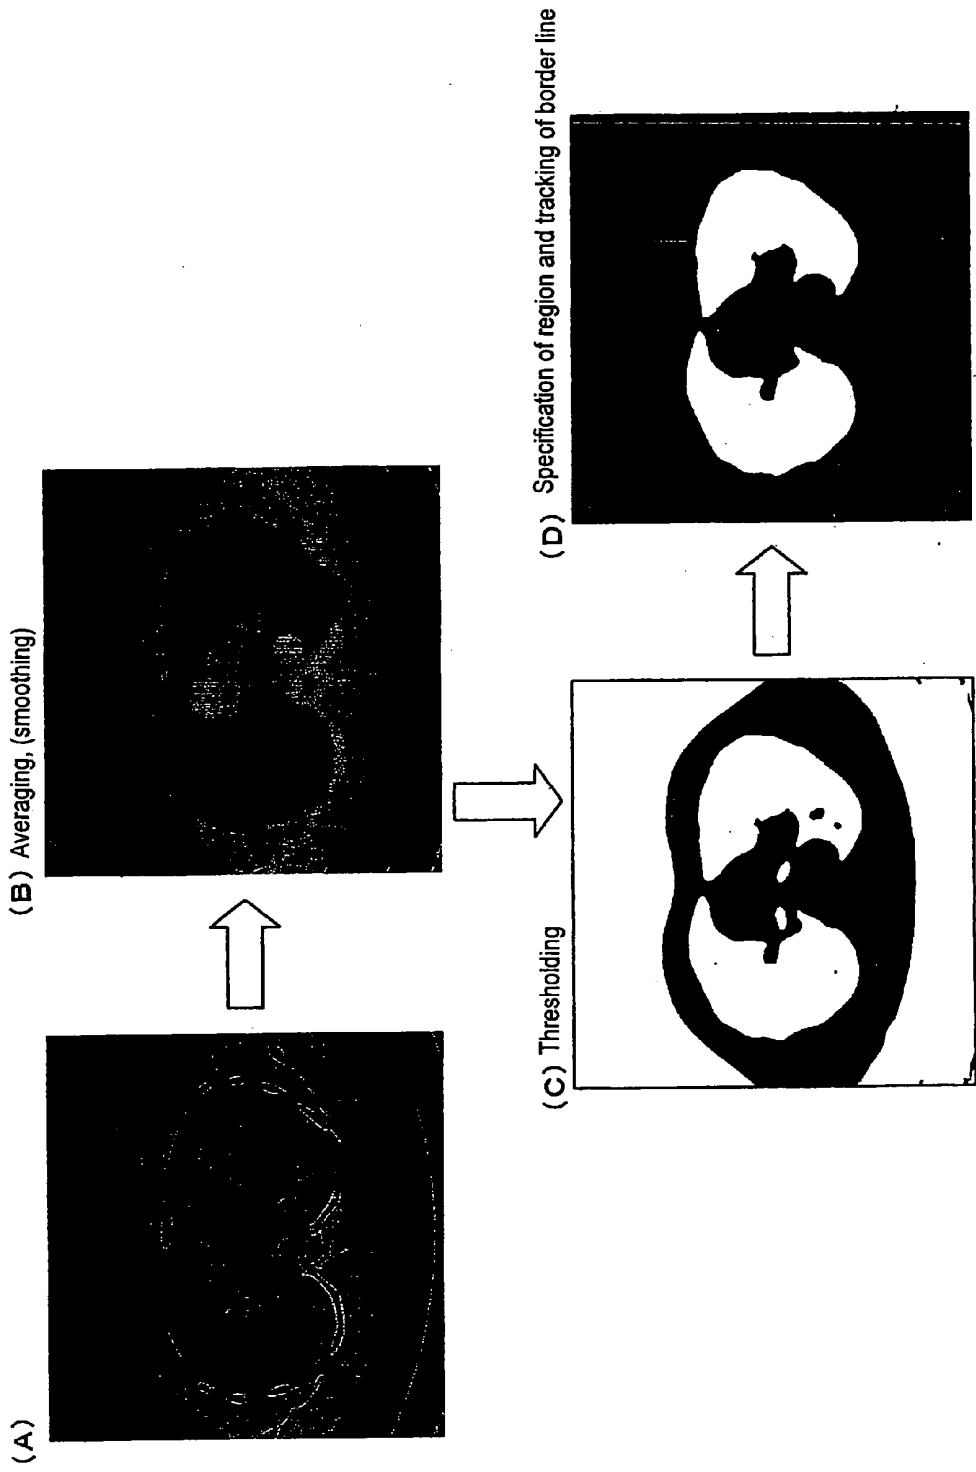 (A)
(B) Averaging, (smoothing)
(C) Thresholding
(D) Specification of region and tracking of border line